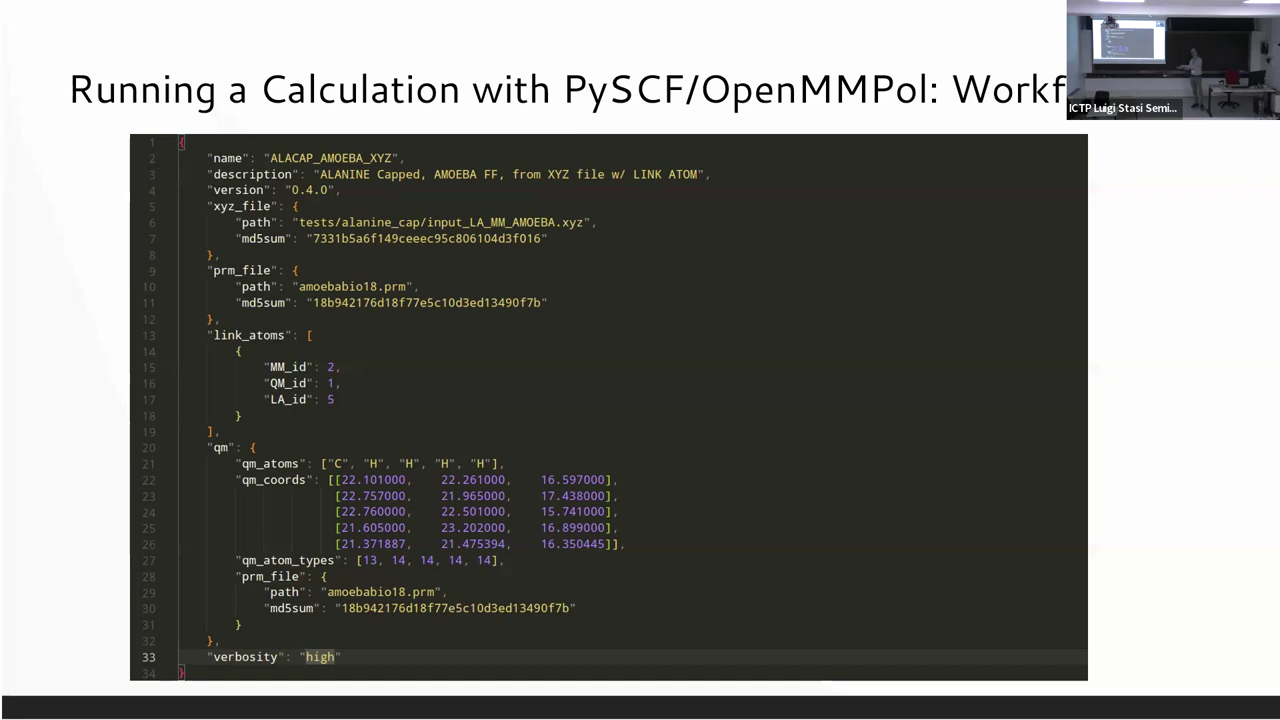 Running a Calculation with PySCF/OpenMMPol: Workf
ICTP Luigi Stasi Semi...
1 {
2 "name": "ALACAP_AMOEBA_XYZ",
3 "description": "ALANINE Capped, AMOEBA FF, from XYZ file w/ LINK ATOM",
4 "version": "0.4.0",
5 "xyz_file": {
6 "path": "tests/alanine_cap/input_LA_MM_AMOEBA.xyz",
7 "md5sum": "7331b5a6f149ceeec95c806104d3f016"
8 },
9 "prm_file": {
10 "path": "amoebabio18.prm",
11 "md5sum": "18b942176d18f77e5c10d3ed13490f7b"
12 },
13 "link_atoms": [
14 {
15 "MM_id": 2,
16 "QM_id": 1,
17 "LA_id": 5
18 }
19 ],
20 "qm": {
21 "qm_atoms": ["C", "H", "H", "H", "H"],
22 "qm_coords": [[22.101000, 22.261000, 16.597000],
23 [22.757000, 21.965000, 17.438000],
24 [22.760000, 22.501000, 15.741000],
25 [21.605000, 23.202000, 16.899000],
26 [21.371887, 21.475394, 16.350445]],
27 "qm_atom_types": [13, 14, 14, 14, 14],
28 "prm_file": {
29 "path": "amoebabio18.prm",
30 "md5sum": "18b942176d18f77e5c10d3ed13490f7b"
31 }
32 },
33 "verbosity": "high"
34 }